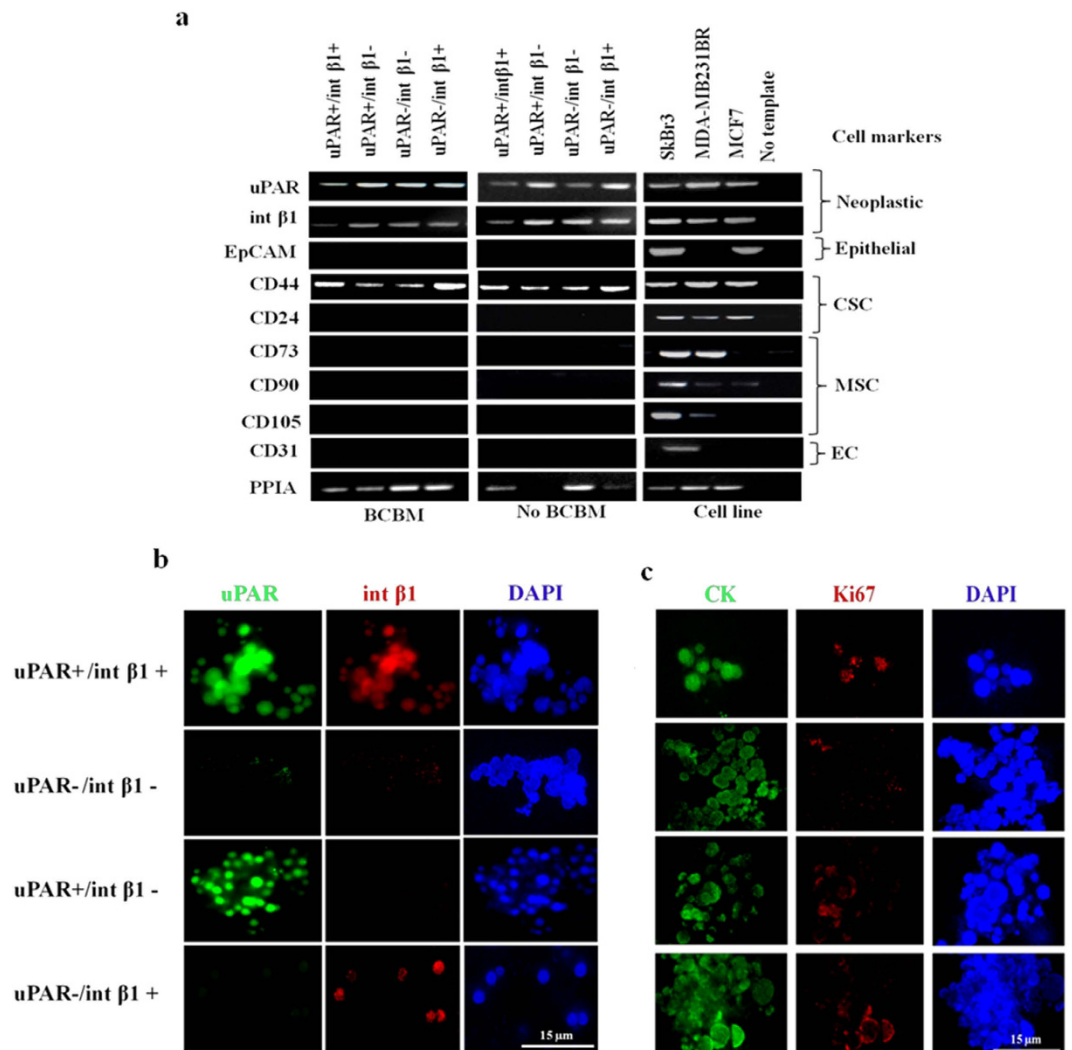 a
uPAR+/int β1+
uPAR+/int β1-
uPAR-/int β1-
uPAR-/int β1+
uPAR+/intβ1+
uPAR+/int β1-
uPAR-/int β1-
uPAR-/int β1+
SkBr3
MDA-MB231BR
MCF7
No template
Cell markers
uPAR
int β1
Neoplastic
EpCAM
Epithelial
CD44
CD24
CSC
CD73
CD90
CD105
MSC
CD31
EC
PPIA
BCBM
No BCBM
Cell line
b
uPAR
int β1
DAPI
uPAR+/int β1 +
uPAR-/int β1 -
uPAR+/int β1 -
uPAR-/int β1 +
15 μm
c
CK
Ki67
DAPI
15 μm